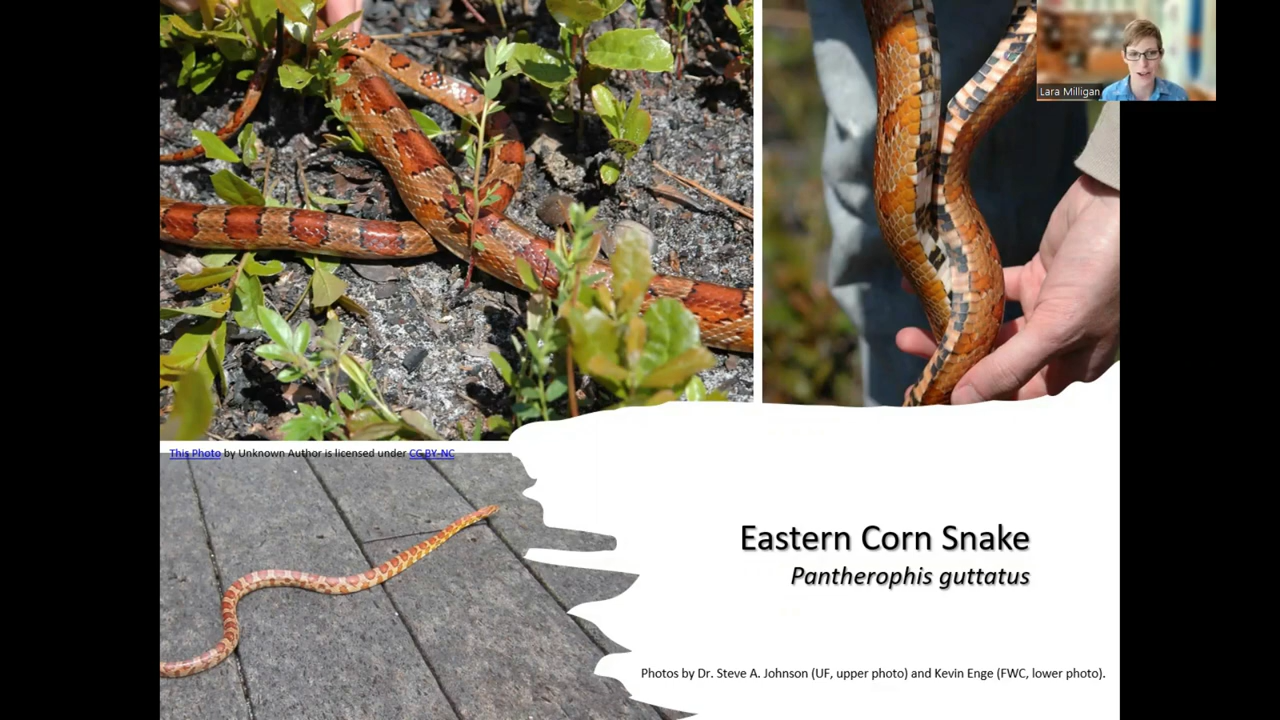 Lara Milligan
This Photo by Unknown Author is licensed under CC BY-NC
Eastern Corn Snake
Pantherophis guttatus
Photos by Dr. Steve A. Johnson (UF, upper photo) and Kevin Enge (FWC, lower photo).